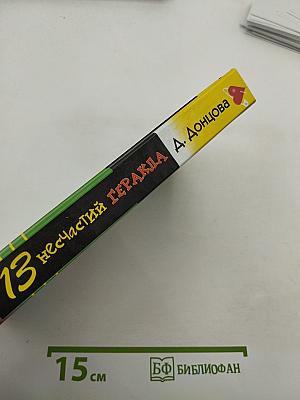 Д. Донцова
13 несчастий ГЕРАКЛА
15 см
БФ БИБЛИОФАН